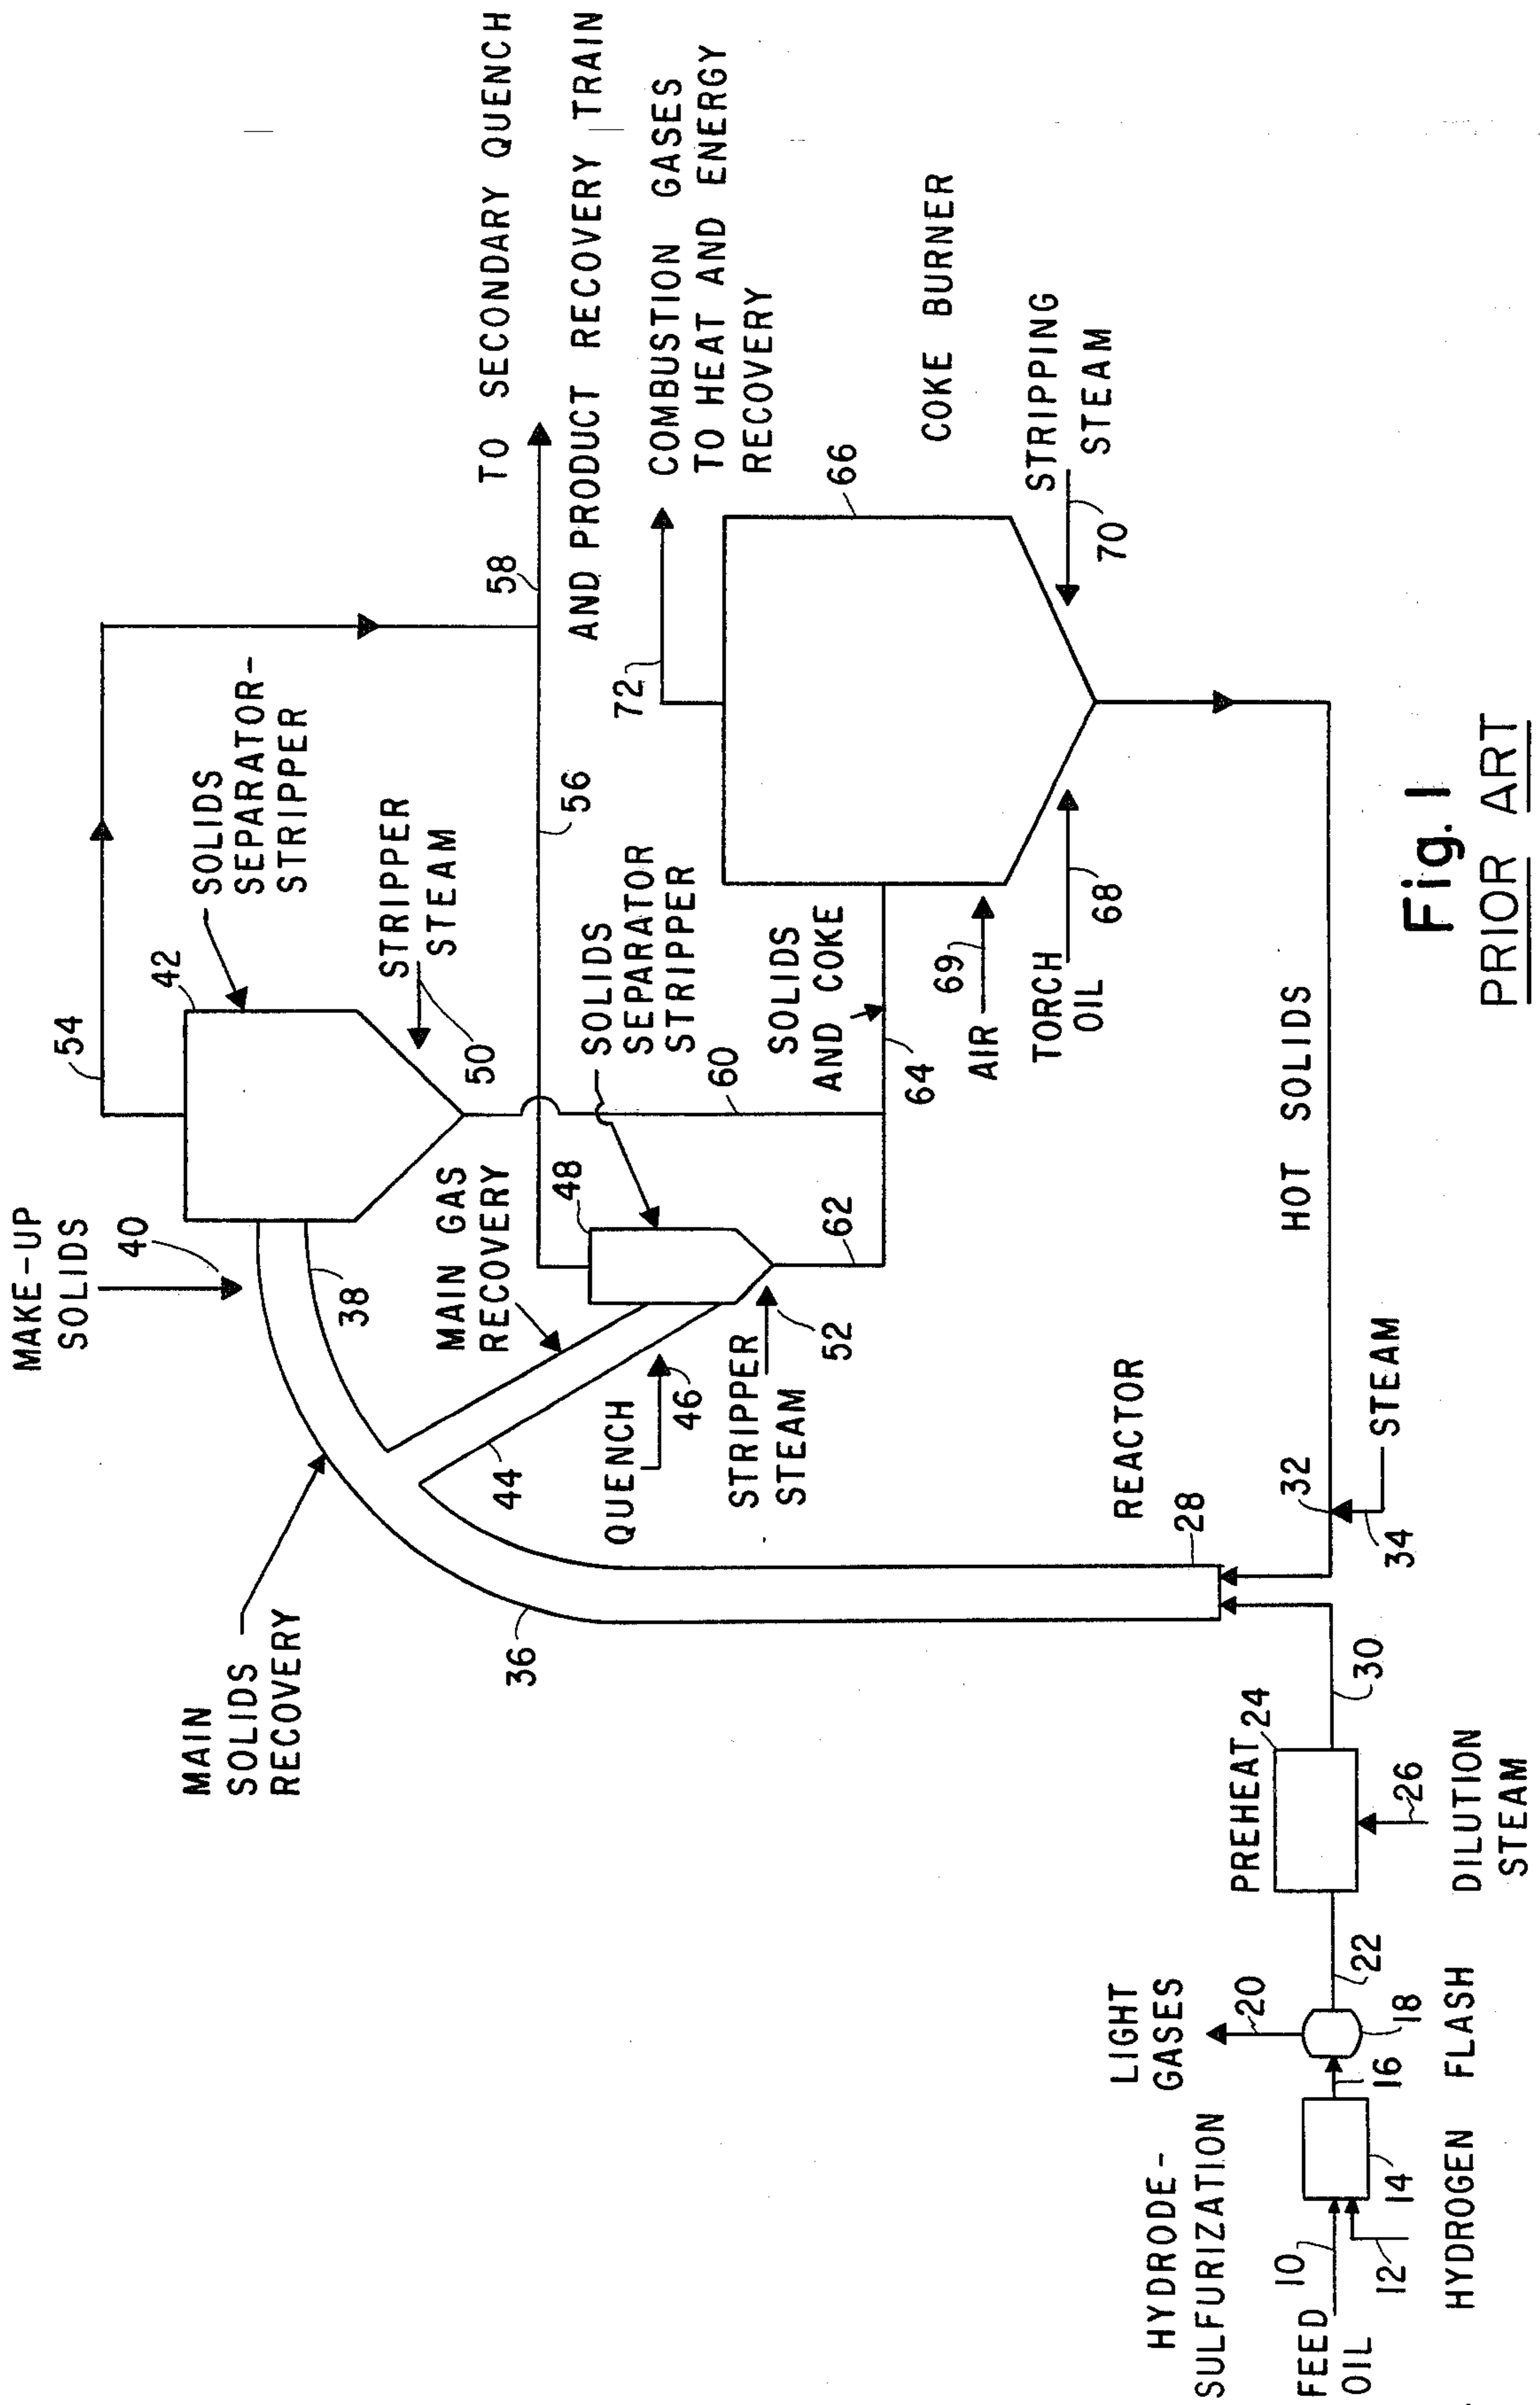 MAKE-UP
SOLIDS
40
54
42
SOLIDS
SEPARATOR-
STRIPPER
MAIN
SOLIDS
RECOVERY
38
STRIPPER
STEAM
50
36
44
MAIN GAS
RECOVERY
48
56
58
TO SECONDARY QUENCH
AND PRODUCT RECOVERY TRAIN
QUENCH
46
SOLIDS
SEPARATOR
STRIPPER
60
72
COMBUSTION GASES
TO HEAT AND ENERGY
RECOVERY
STRIPPER
STEAM
52
62
SOLIDS
AND COKE
64
66
COKE BURNER
AIR
69
TORCH
OIL
68
STRIPPING
STEAM
70
REACTOR
28
HYDRODE-
SULFURIZATION
LIGHT
GASES
20
PREHEAT
24
32
HOT SOLIDS
FEED
OIL
10
12
14
16
18
22
26
30
34
STEAM
HYDROGEN
FLASH
DILUTION
STEAM
Fig. 1
PRIOR ART